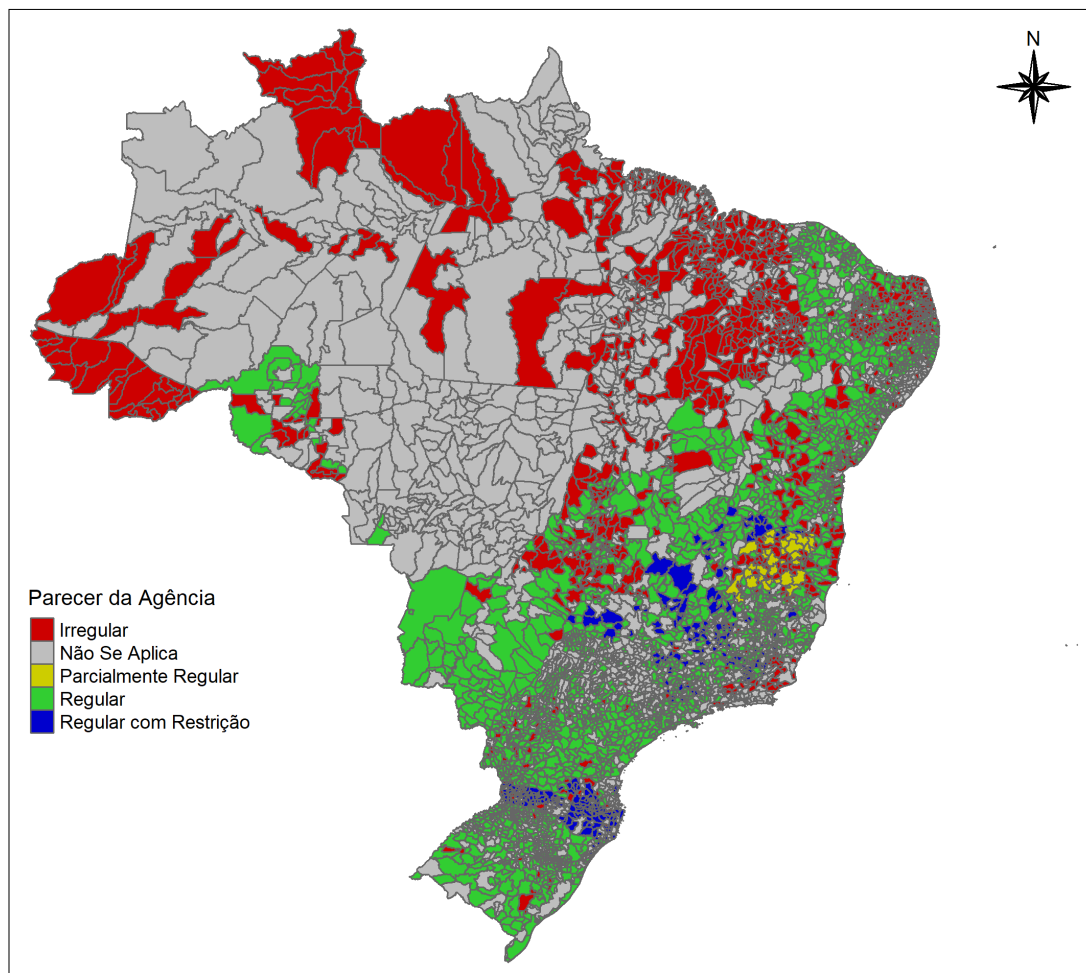 N
Parecer da Agência
Irregular
Não Se Aplica
Parcialmente Regular
Regular
Regular com Restrição